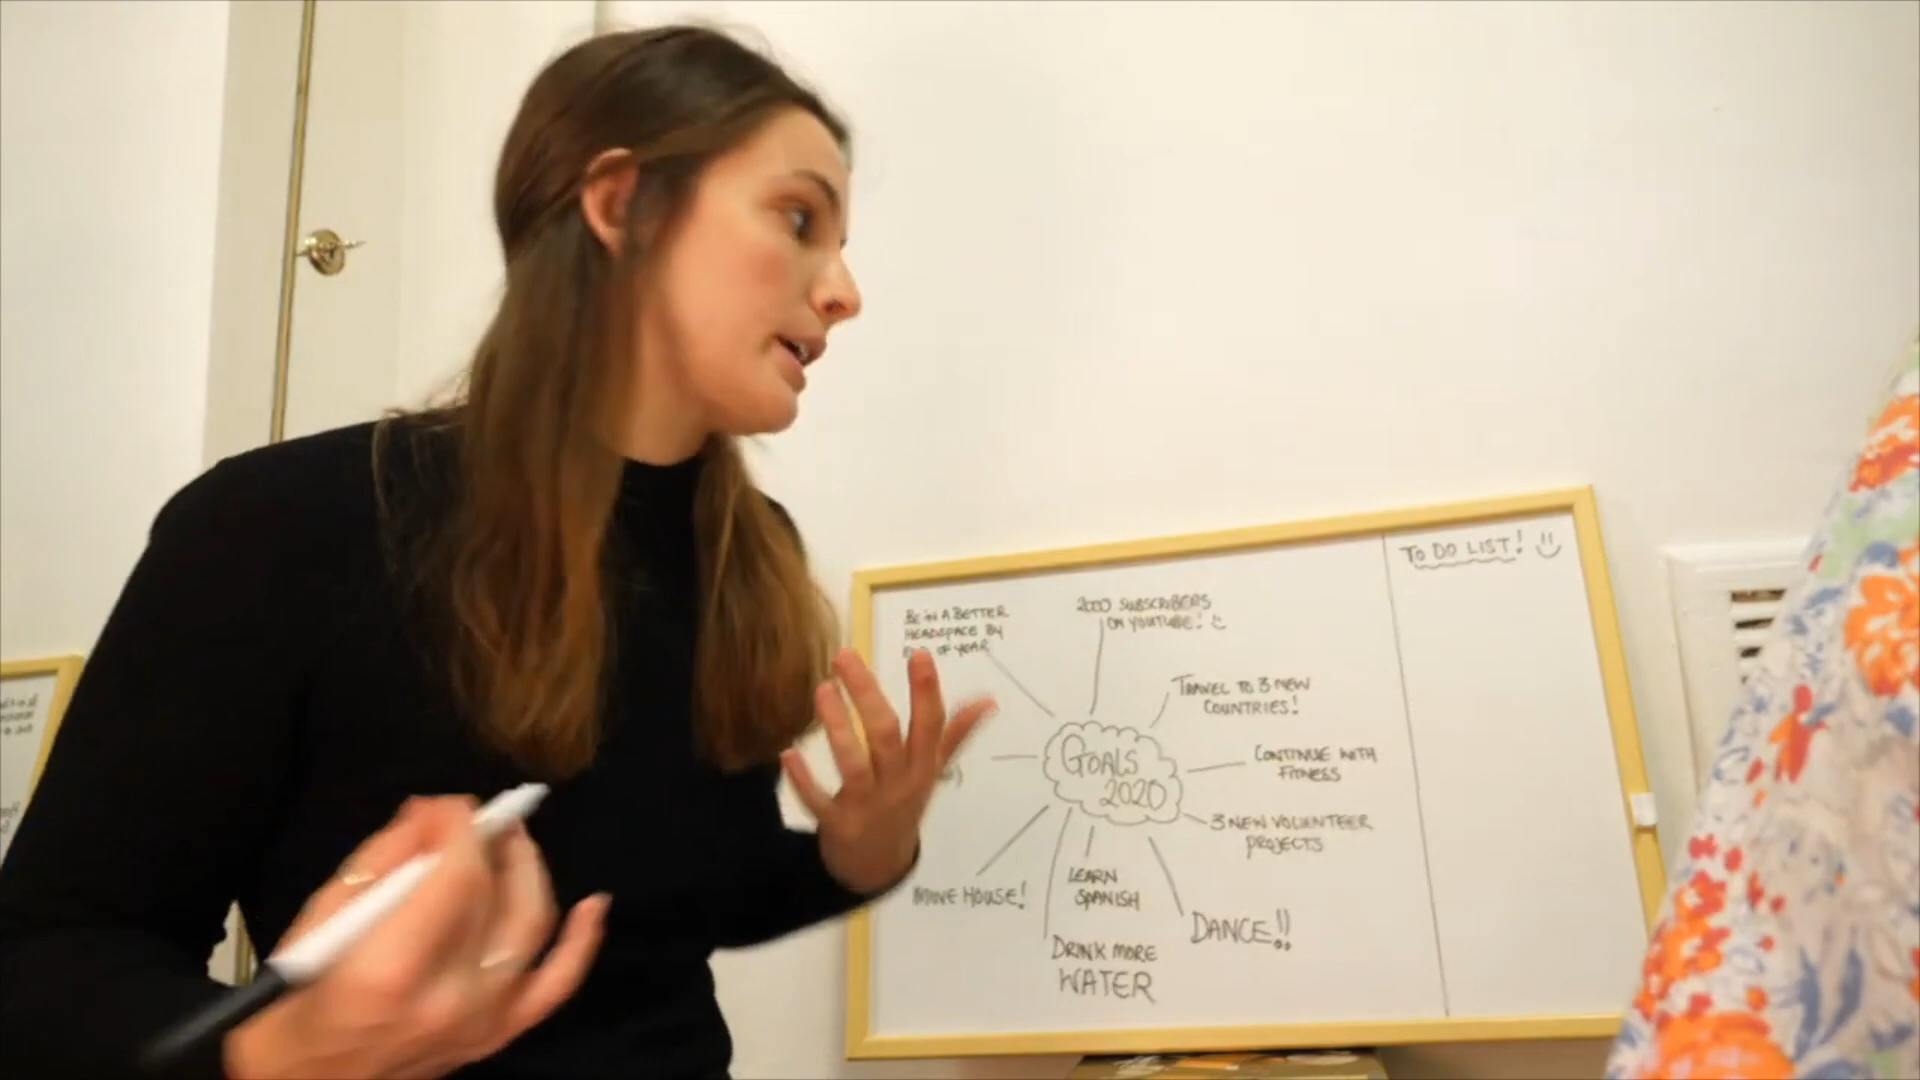 BE IN A BETTER
HEADSPACE BY
OF YEAR
2000 SUBSCRIBERS
ON YOUTUBE!
TRAVEL TO 3 NEW
COUNTRIES!
CONTINUE WITH
FITNESS
3 NEW VOLUNTEER
PROJECTS
DANCE!!
LEARN
SPANISH
DRINK MORE
WATER
MOVE HOUSE!
GOALS
2020
TO DO LIST!